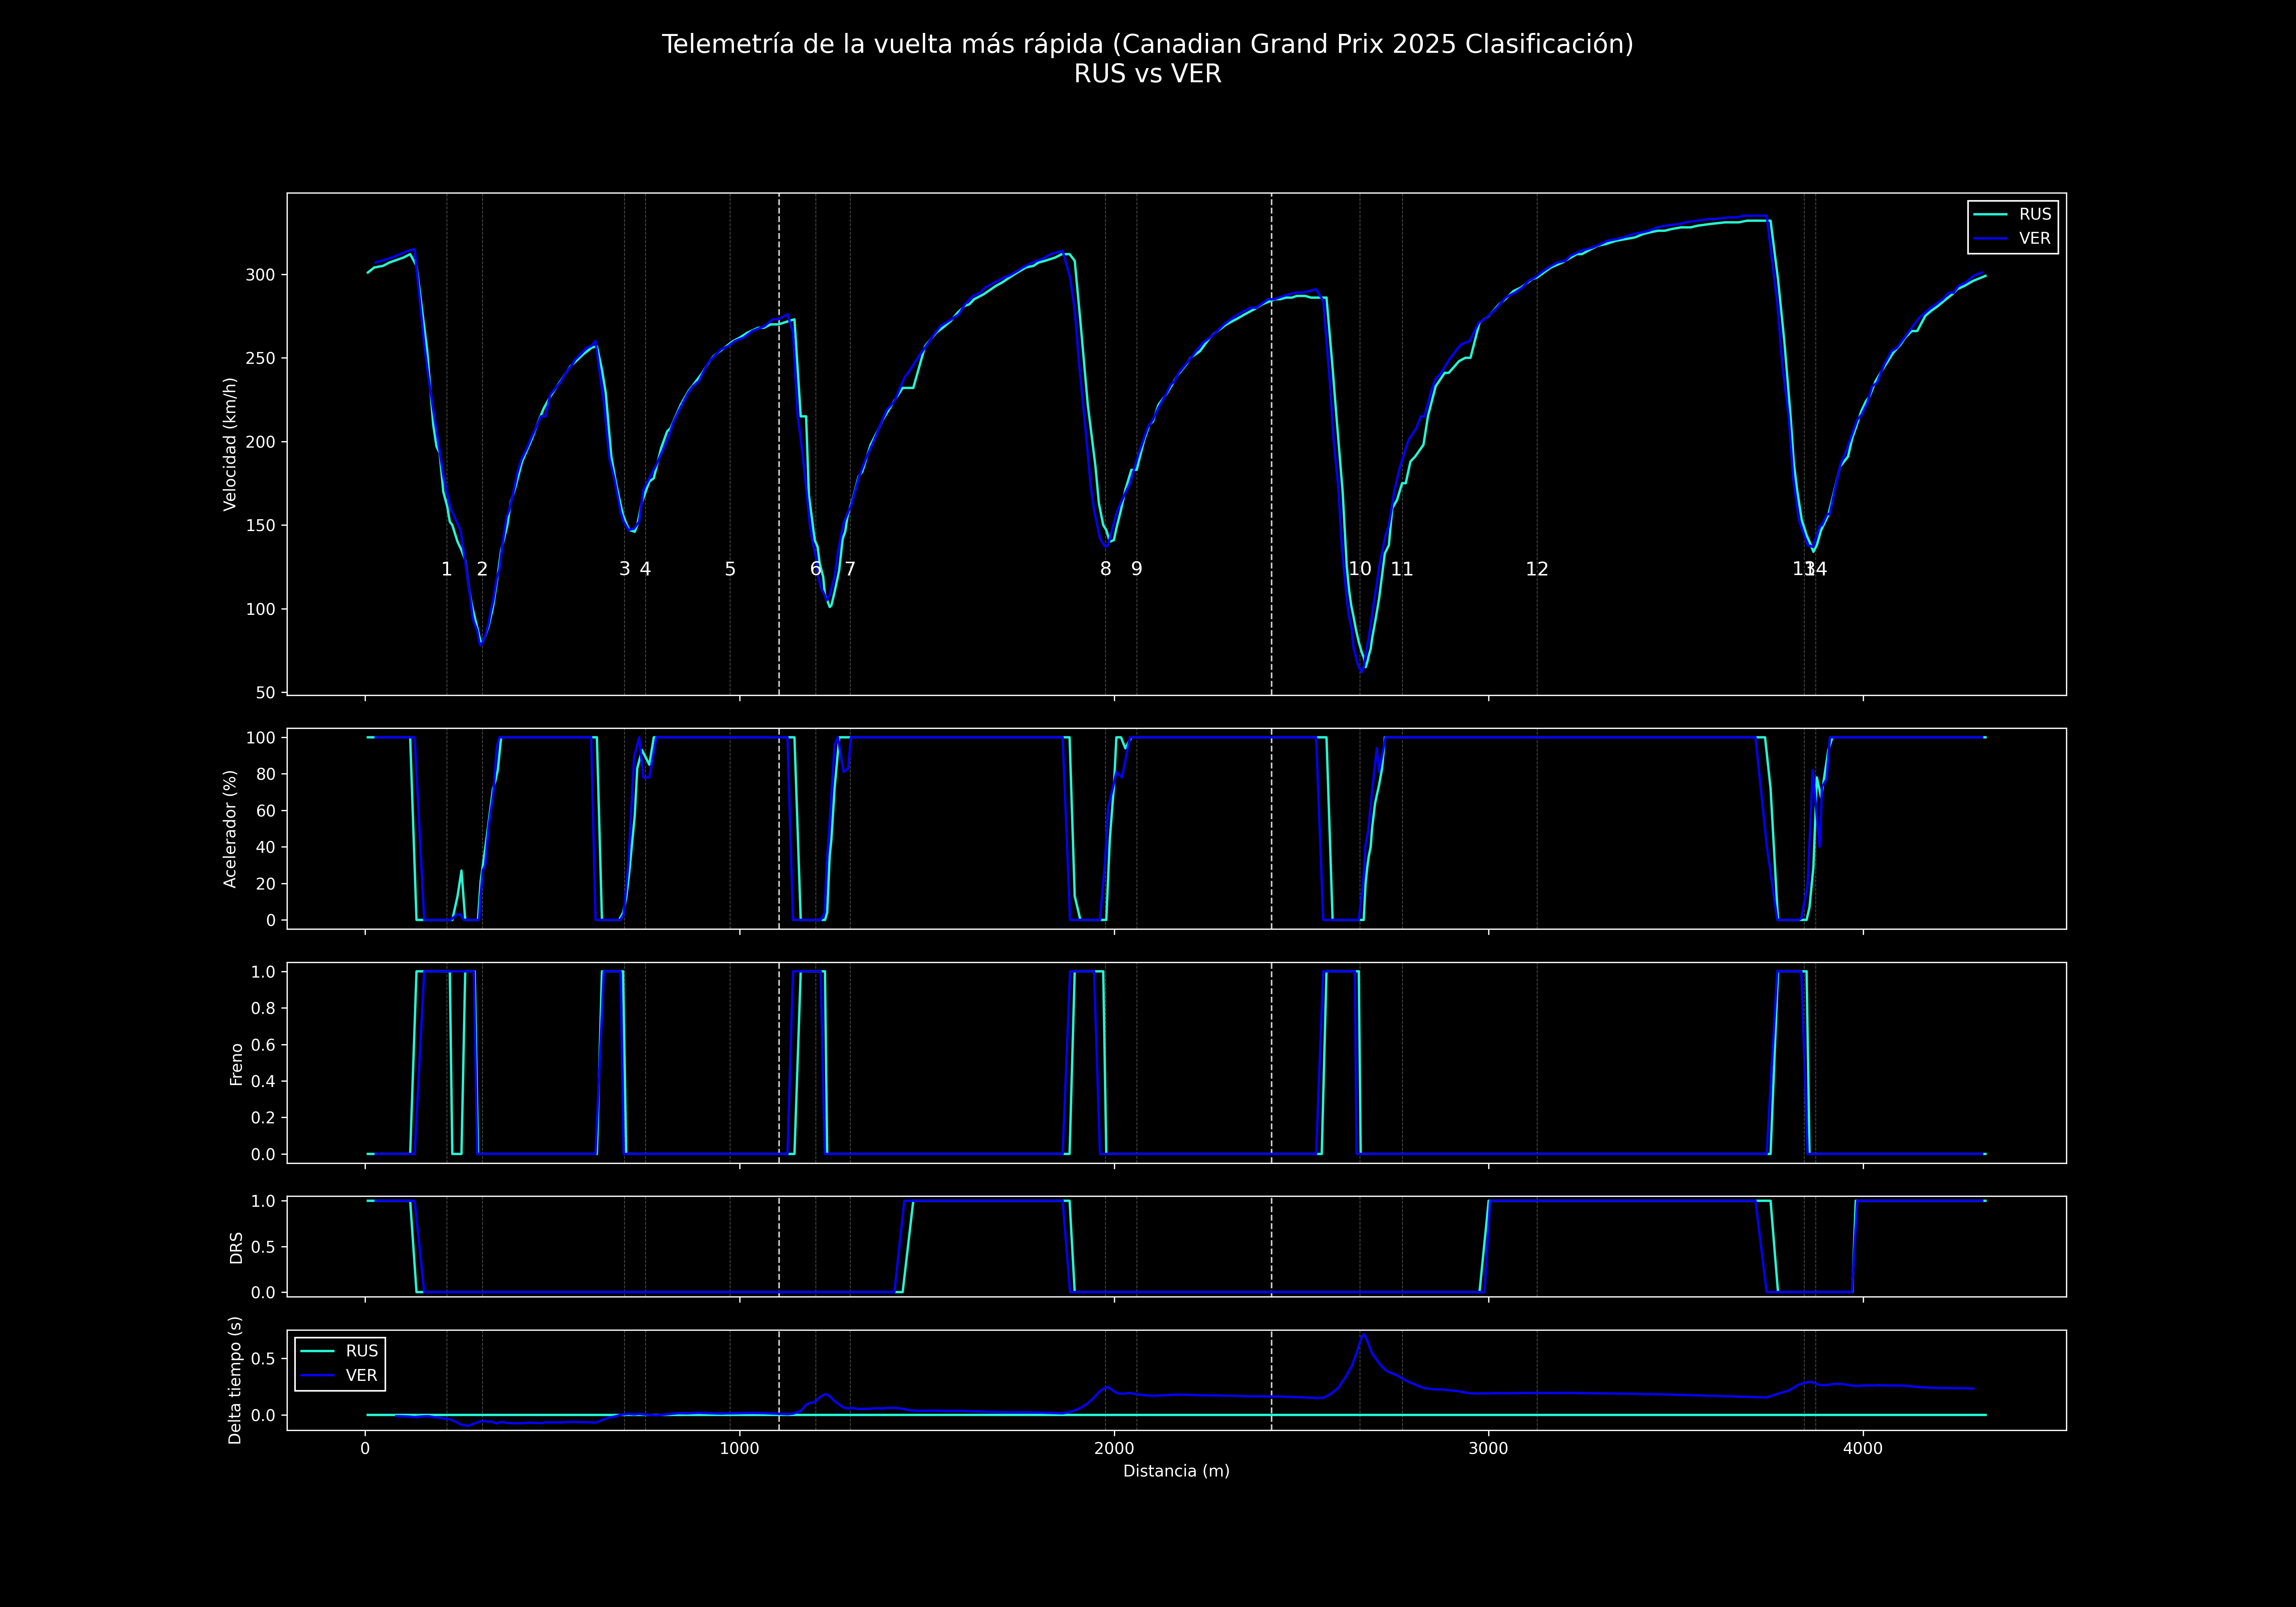 Telemetría de la vuelta más rápida (Canadian Grand Prix 2025 Clasificación)
RUS vs VER
RUS
VER
Velocidad (km/h)
300
250
200
150
100
50
1 2 3 4 5 6 7 8 9 10 11 12 13 14
Acelerador (%)
100
80
60
40
20
0
Freno
1.0
0.8
0.6
0.4
0.2
0.0
DRS
1.0
0.5
0.0
Delta tiempo (s)
0.5
0.0
RUS
VER
0 1000 2000 3000 4000
Distancia (m)